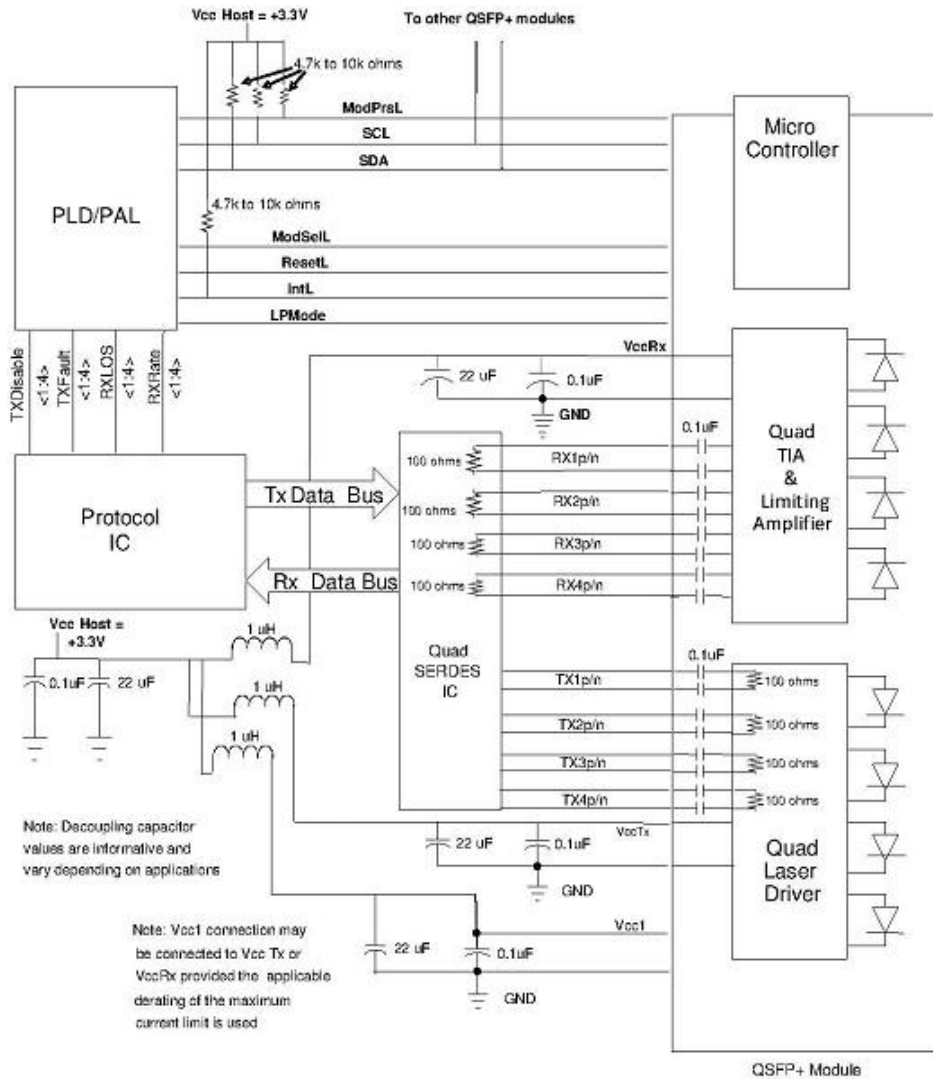 Vcc Host = +3.3V
To other QSFP+ modules
4.7k to 10k ohms
ModPrsL
SCL
SDA
Micro
Controller
PLD/PAL
4.7k to 10k ohms
ModSelL
ResetL
IntL
LPMode
TXDisable
<1:4>
TXFault
<1:4>
RXLOS
<1:4>
RXRate
<1:4>
VccRx
22 uF
0.1uF
GND
0.1uF
Quad
TIA
&
Limiting
Amplifier
100 ohms
RX1p/n
100 ohms
RX2p/n
100 ohms
RX3p/n
100 ohms
RX4p/n
Tx Data Bus
Protocol
IC
Rx Data Bus
Vcc Host =
+3.3V
0.1uF
22 uF
1 uH
1 uH
1 uH
Quad
SERDES
IC
0.1uF
TX1p/n
100 ohms
TX2p/n
100 ohms
TX3p/n
100 ohms
TX4p/n
100 ohms
VccTx
22 uF
0.1uF
GND
Quad
Laser
Driver
Note: Decoupling capacitor
values are informative and
vary depending on applications
Vcc1
22 uF
0.1uF
GND
Note: Vcc1 connection may
be connected to Vcc Tx or
VccRx provided the applicable
derating of the maximum
current limit is used
QSFP+ Module